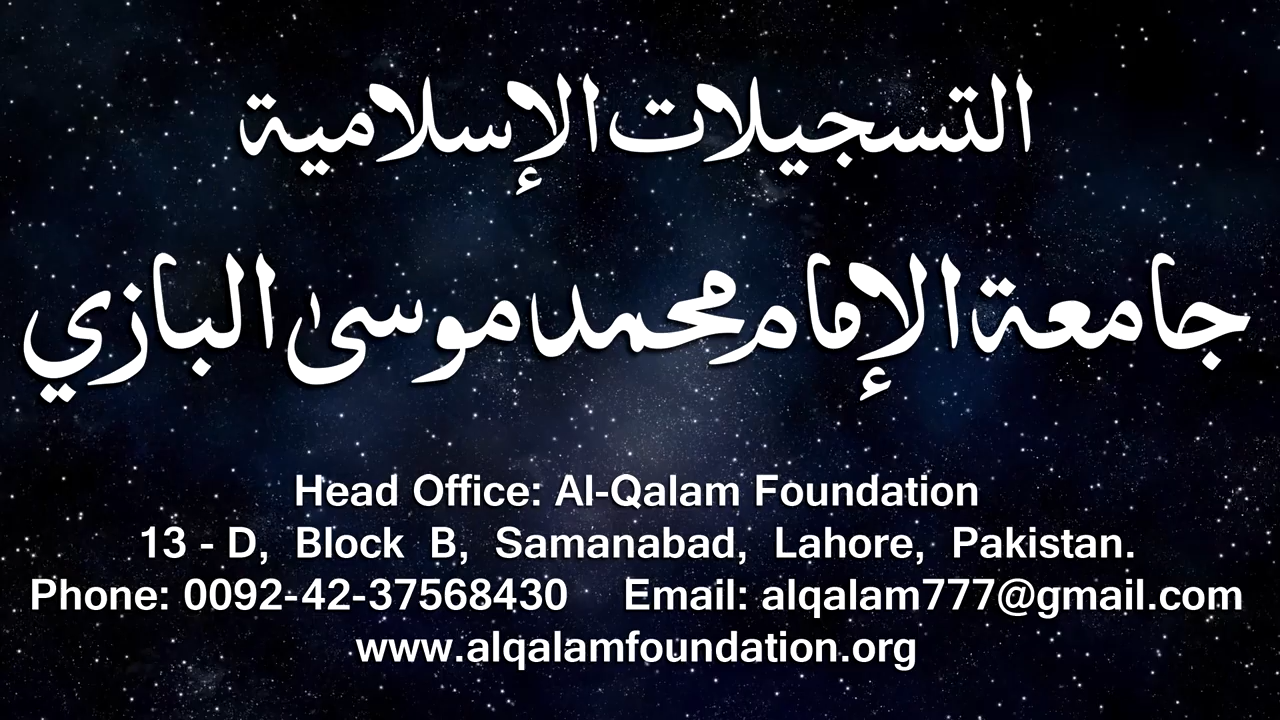 التسجيلات الإسلامية
جامعة الإمام محمد موسىٰ البازي
Head Office: Al-Qalam Foundation
13 - D, Block B, Samanabad, Lahore, Pakistan.
Phone: 0092-42-37568430 Email: alqalam777@gmail.com
www.alqalamfoundation.org